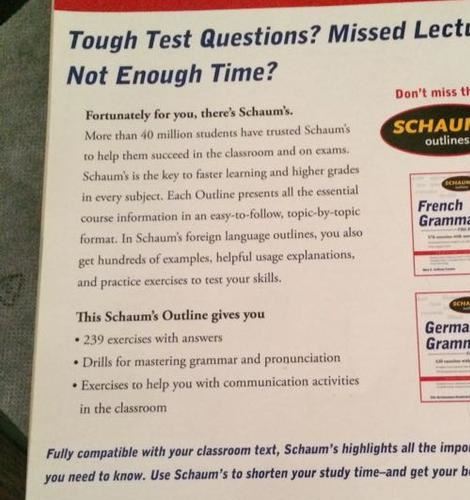 Tough Test Questions? Missed Lectu
Not Enough Time?
Fortunately for you, there's Schaum's.
More than 40 million students have trusted Schaum's
to help them succeed in the classroom and on exams.
Schaum's is the key to faster learning and higher grades
in every subject. Each Outline presents all the essential
course information in an easy-to-follow, topic-by-topic
format. In Schaum's foreign language outlines, you also
get hundreds of examples, helpful usage explanations,
and practice exercises to test your skills.
This Schaum's Outline gives you
• 239 exercises with answers
• Drills for mastering grammar and pronunciation
• Exercises to help you with communication activities
in the classroom
Fully compatible with your classroom text, Schaum's highlights all the impor
you need to know. Use Schaum's to shorten your study time–and get your be
Don't miss th
SCHAUM
outlines
French
Gramma
Germa
Gramm